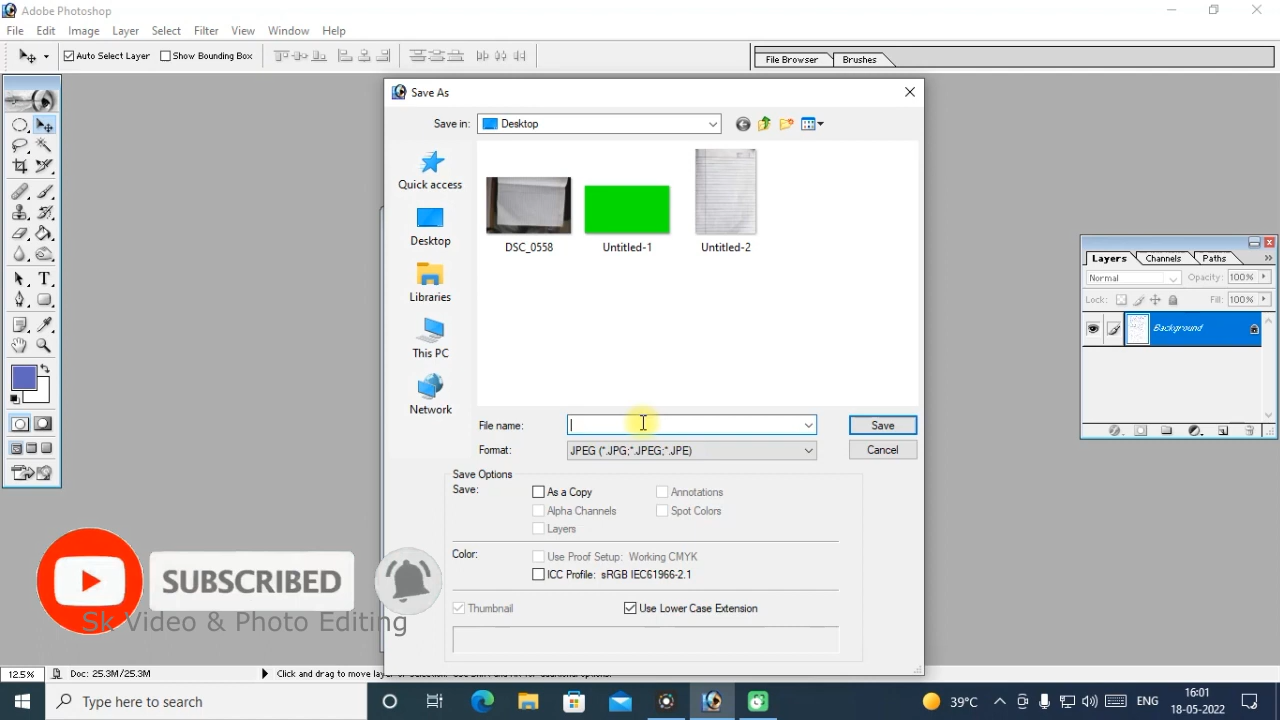 Adobe Photoshop
File Edit Image Layer Select Filter View Window Help
Auto Select Layer Show Bounding Box File Browser Brushes
Save As
Save in: Desktop
Quick access
Desktop
Libraries
This PC
Network
DSC_0558 Untitled-1 Untitled-2
File name: Save
Format: JPEG (*.JPG;*.JPEG;*.JPE) Cancel
Save Options
Save: As a Copy Annotations
Alpha Channels Spot Colors
Layers
Color: Use Proof Setup: Working CMYK
ICC Profile: sRGB IEC61966-2.1
Thumbnail Use Lower Case Extension
Layers Channels Paths
Normal Opacity: 100%
Lock: Fill: 100%
Background
SUBSCRIBED
Sk Video & Photo Editing
12.5% Doc: 25.3M/25.3M Click and drag to move layer
Type here to search
39°C ENG 16:01
18-05-2022